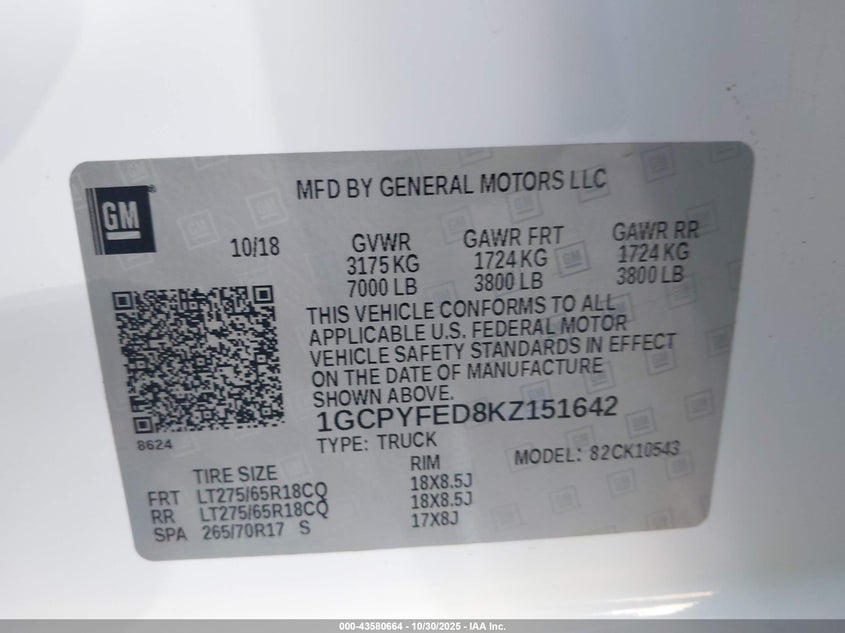 GM
MFD BY GENERAL MOTORS LLC
10/18
GVWR GAWR FRT GAWR RR
3175 KG 1724 KG 1724 KG
7000 LB 3800 LB 3800 LB
THIS VEHICLE CONFORMS TO ALL
APPLICABLE U.S. FEDERAL MOTOR
VEHICLE SAFETY STANDARDS IN EFFECT
ON THE DATE OF MANUFACTURE
SHOWN ABOVE.
1GCPYFED8KZ151642
8624
TYPE: TRUCK MODEL: 82CK10543
TIRE SIZE RIM
FRT LT275/65R18CQ 18X8.5J
RR LT275/65R18CQ 18X8.5J
SPA 265/70R17 S 17X8J
000-43580664 - 10/30/2025 - IAA Inc.